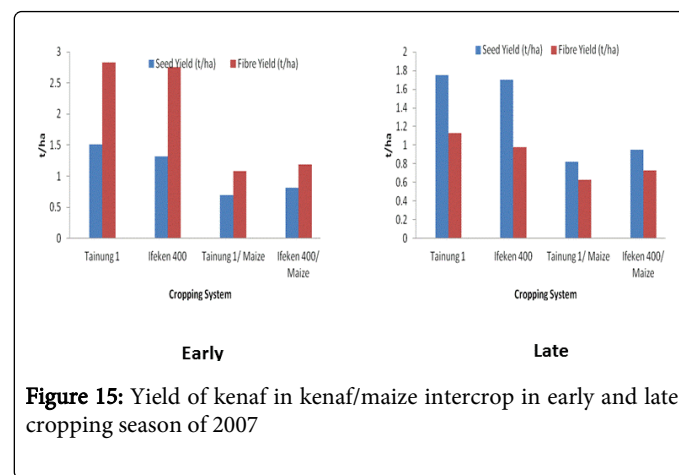 3
2.5
2
1.5
1
0.5
0
t/ha
Seed Yield (t/ha) Fibre Yield (t/ha)
Tainung 1 Ifeken 400 Tainung 1/ Maize Ifeken 400/
Maize
Cropping System
Early
2
1.8
1.6
1.4
1.2
1
0.8
0.6
0.4
0.2
0
t/ha
Seed Yield (t/ha) Fibre Yield (t/ha)
Tainung 1 Ifeken 400 Tainung 1/ Maize Ifeken 400/
Maize
Cropping System
Late
Figure 15: Yield of kenaf in kenaf/maize intercrop in early and late
cropping season of 2007